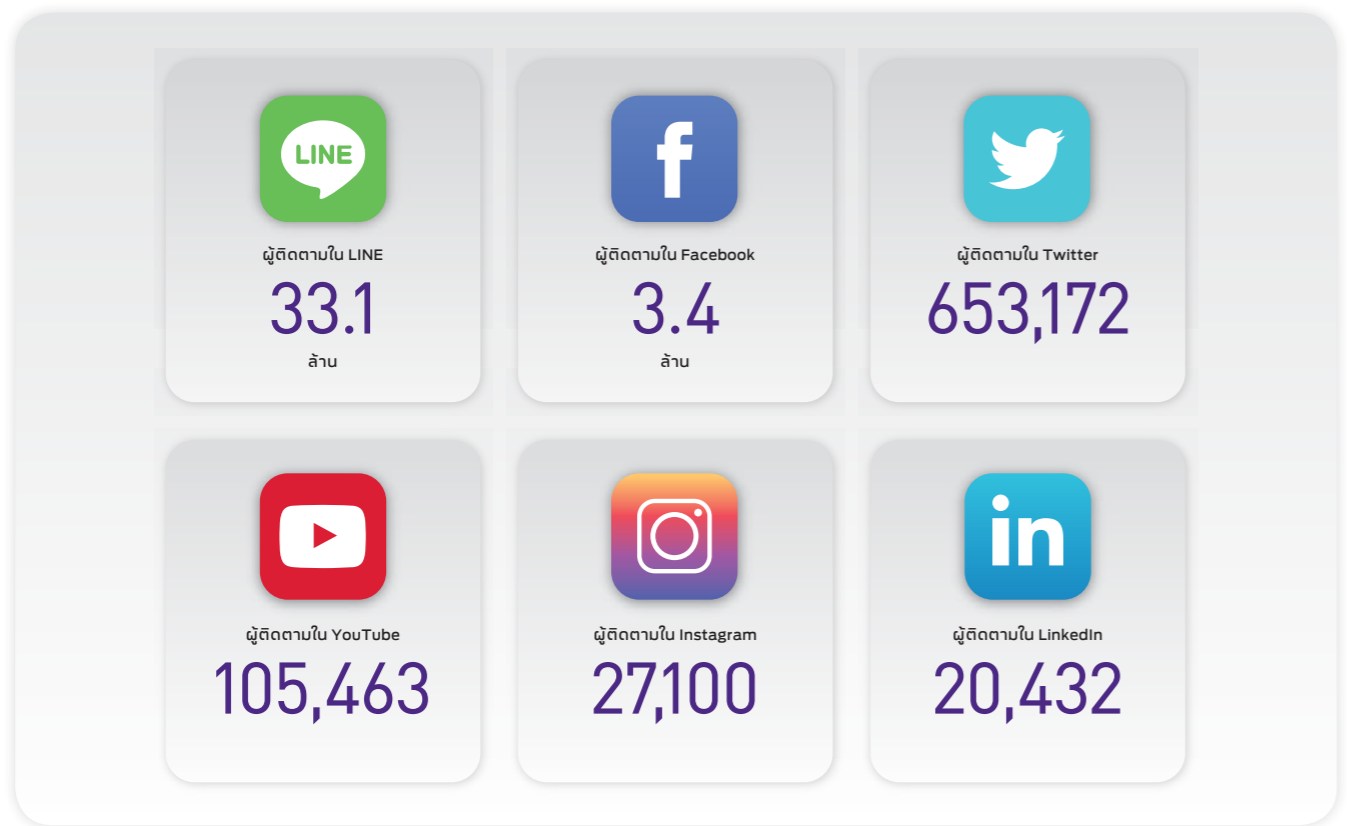 LINE
ผู้ติดตามใน LINE
33.1
ล้าน
f
ผู้ติดตามใน Facebook
3.4
ล้าน
ผู้ติดตามใน Twitter
653,172
ผู้ติดตามใน YouTube
105,463
ผู้ติดตามใน Instagram
27,100
in
ผู้ติดตามใน LinkedIn
20,432